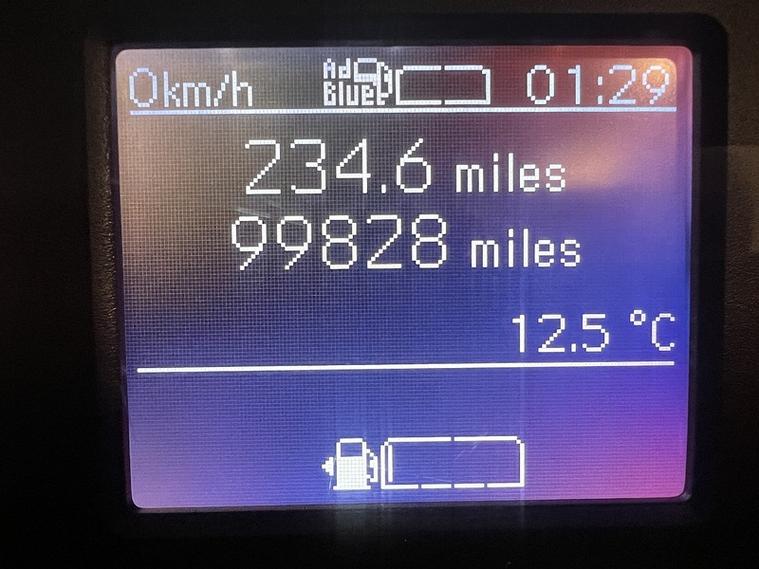 0km/h Ad Blue 01:29
234.6 miles
99828 miles
12.5 °C